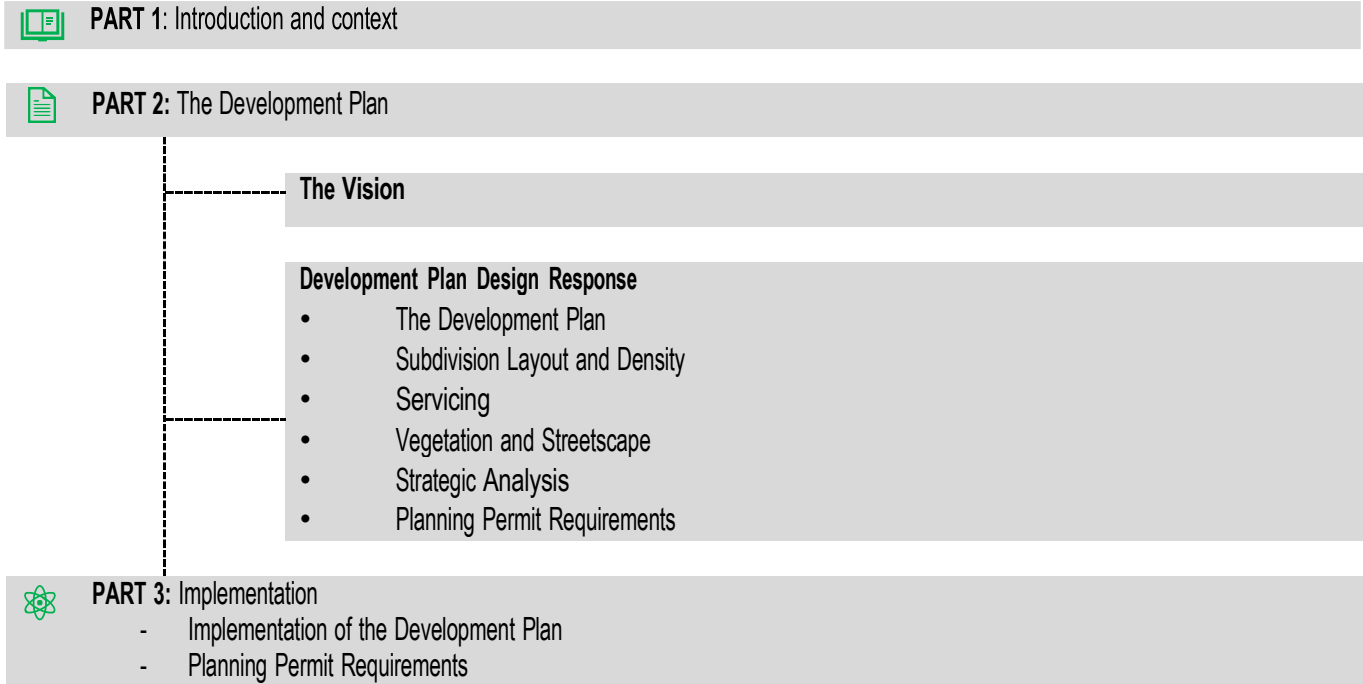 PART 1: Introduction and context
PART 2: The Development Plan
The Vision
Development Plan Design Response
• The Development Plan
• Subdivision Layout and Density
• Servicing
• Vegetation and Streetscape
• Strategic Analysis
• Planning Permit Requirements
PART 3: Implementation
- Implementation of the Development Plan
- Planning Permit Requirements